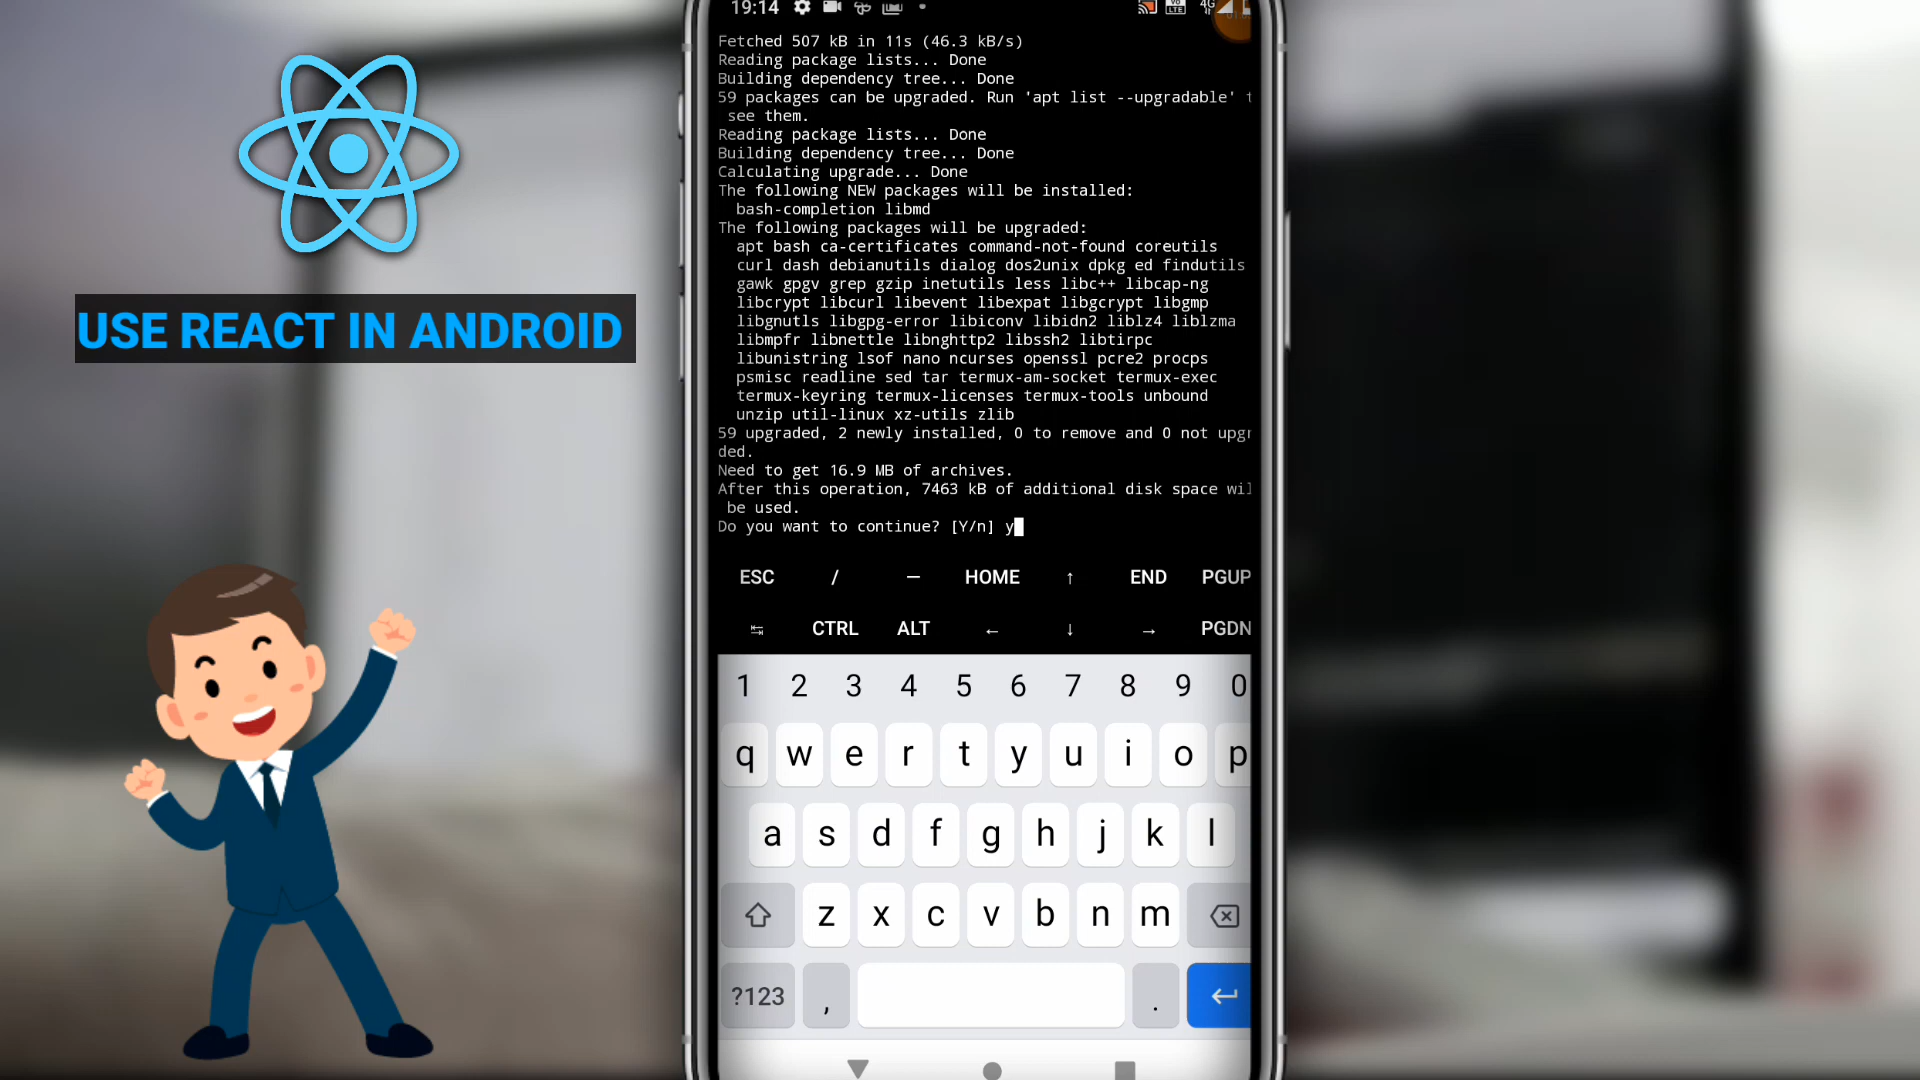 19:14
4G
Fetched 507 kB in 11s (46.3 kB/s)
Reading package lists... Done
Building dependency tree... Done
59 packages can be upgraded. Run 'apt list --upgradable' t
see them.
Reading package lists... Done
Building dependency tree... Done
Calculating upgrade... Done
The following NEW packages will be installed:
bash-completion libmd
The following packages will be upgraded:
apt bash ca-certificates command-not-found coreutils
curl dash debianutils dialog dos2unix dpkg ed findutils
gawk gpgv grep gzip inetutils less libc++ libcap-ng
libcrypt libcurl libevent libexpat libgcrypt libgmp
libgnutls libgpg-error libiconv libidn2 liblz4 liblzma
libmpfr libnettle libnghttp2 libssh2 libtirpc
libunistring lsof nano ncurses openssl pcre2 procps
psmisc readline sed tar termux-am-socket termux-exec
termux-keyring termux-licenses termux-tools unbound
unzip util-linux xz-utils zlib
59 upgraded, 2 newly installed, 0 to remove and 0 not upgr
ded.
Need to get 16.9 MB of archives.
After this operation, 7463 kB of additional disk space wil
be used.
Do you want to continue? [Y/n] y
USE REACT IN ANDROID
ESC / — HOME ↑ END PGUP
↹ CTRL ALT ← ↓ → PGDN
1 2 3 4 5 6 7 8 9 0
q w e r t y u i o p
a s d f g h j k l
z x c v b n m
?123 , .